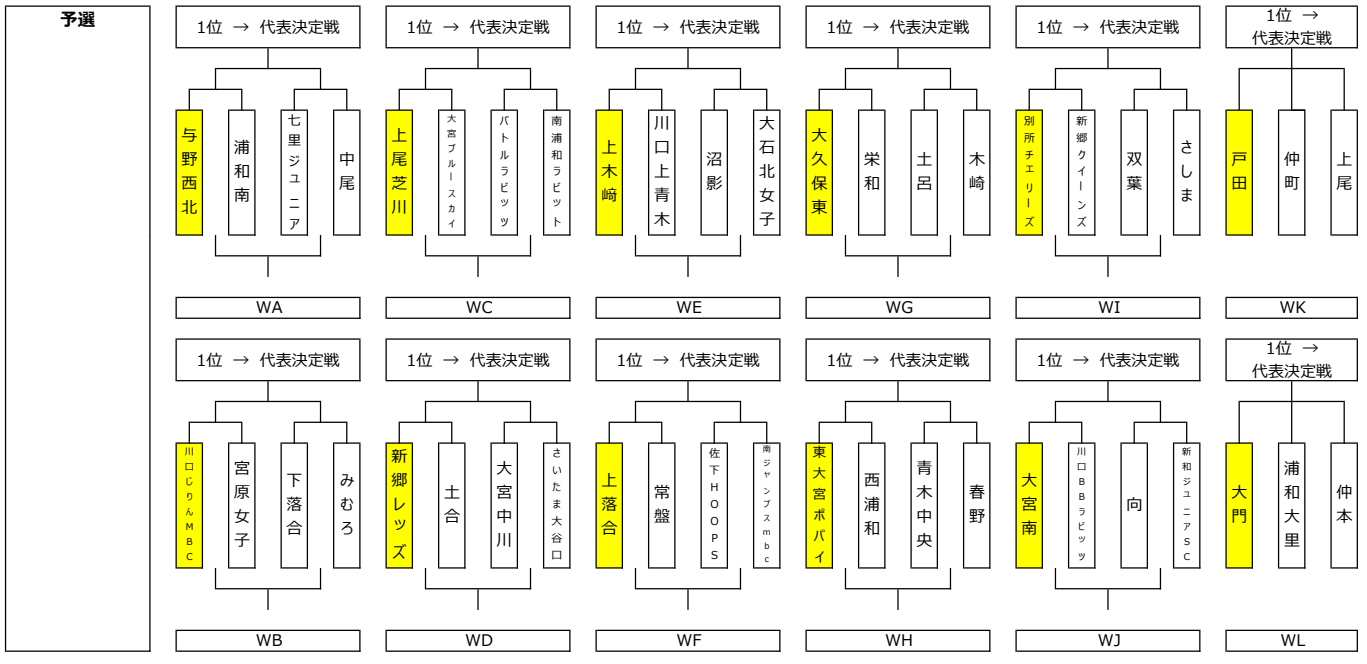 予選
1位 → 代表決定戦
1位 → 代表決定戦
1位 → 代表決定戦
1位 → 代表決定戦
1位 → 代表決定戦
1位 →
代表決定戦
与野西北
浦和南
七里ジュニア
中尾
上尾芝川
大宮ブルースカイ
バトルラビッツ
南浦和ラビット
上木﨑
川口上青木
沼影
大石北女子
大久保東
栄和
土呂
木崎
別所チェリーズ
新郷クイーンズ
双葉
さしま
戸田
仲町
上尾
WA
WC
WE
WG
WI
WK
1位 → 代表決定戦
1位 → 代表決定戦
1位 → 代表決定戦
1位 → 代表決定戦
1位 → 代表決定戦
1位 →
代表決定戦
川口じりんMBC
宮原女子
下落合
みむろ
新郷レッズ
土合
大宮中川
さいたま大谷口
上落合
常盤
佐下HOOPS
南ジャンプスmbc
東大宮ポパイ
西浦和
青木中央
春野
大宮南
川口BBラビッツ
向
新和ジュニアSC
大門
浦和大里
仲本
WB
WD
WF
WH
WJ
WL